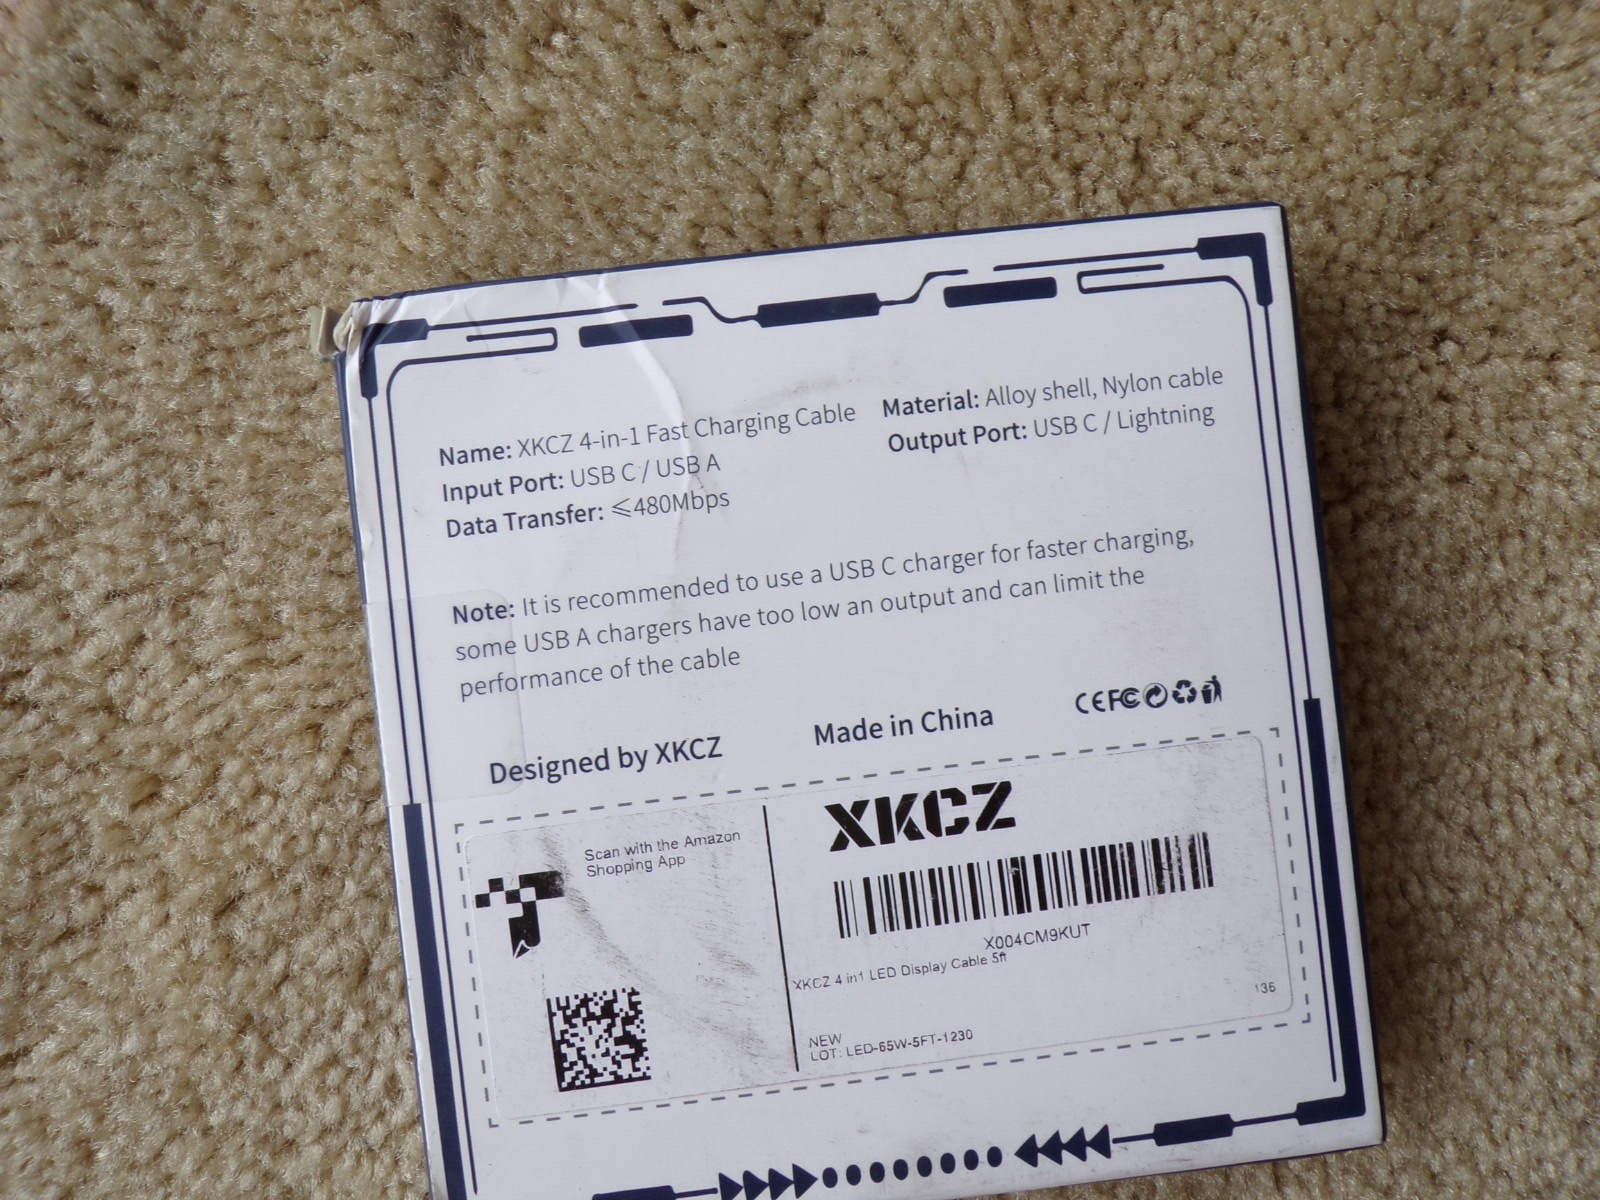 Name: XKCZ 4-in-1 Fast Charging Cable
Input Port: USB C / USB A
Data Transfer: ⩽480Mbps
Material: Alloy shell, Nylon cable
Output Port: USB C / Lightning
Note: It is recommended to use a USB C charger for faster charging,
some USB A chargers have too low an output and can limit the
performance of the cable
Designed by XKCZ
Made in China
CE FC
Scan with the Amazon
Shopping App
XKCZ
X004CM9KUT
XKCZ 4 in1 LED Display Cable 5ft
135
NEW
LOT: LED-65W-5FT-1230